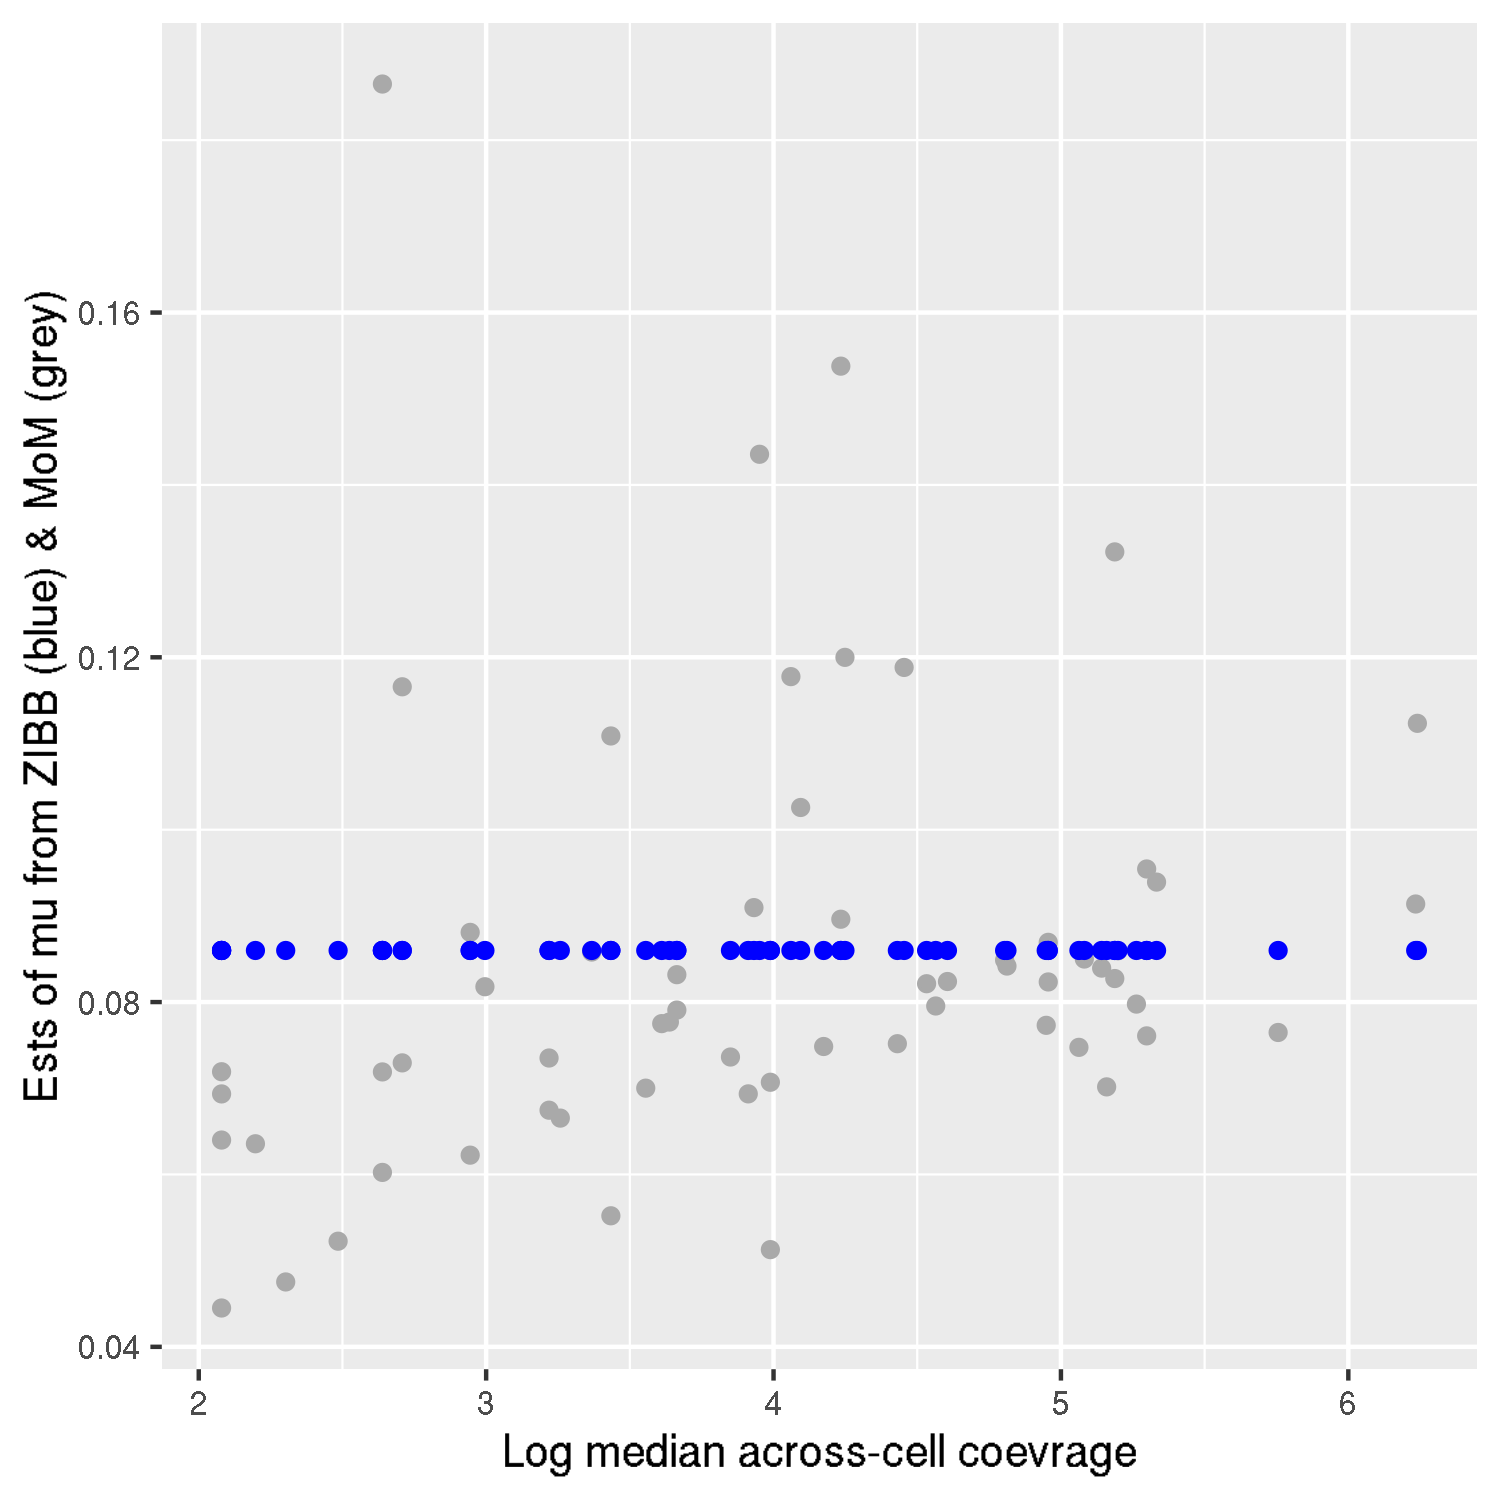 Ests of mu from ZIBB (blue) & MoM (grey)
0.16
0.12
0.08
0.04
2 3 4 5 6
Log median across-cell coevrage